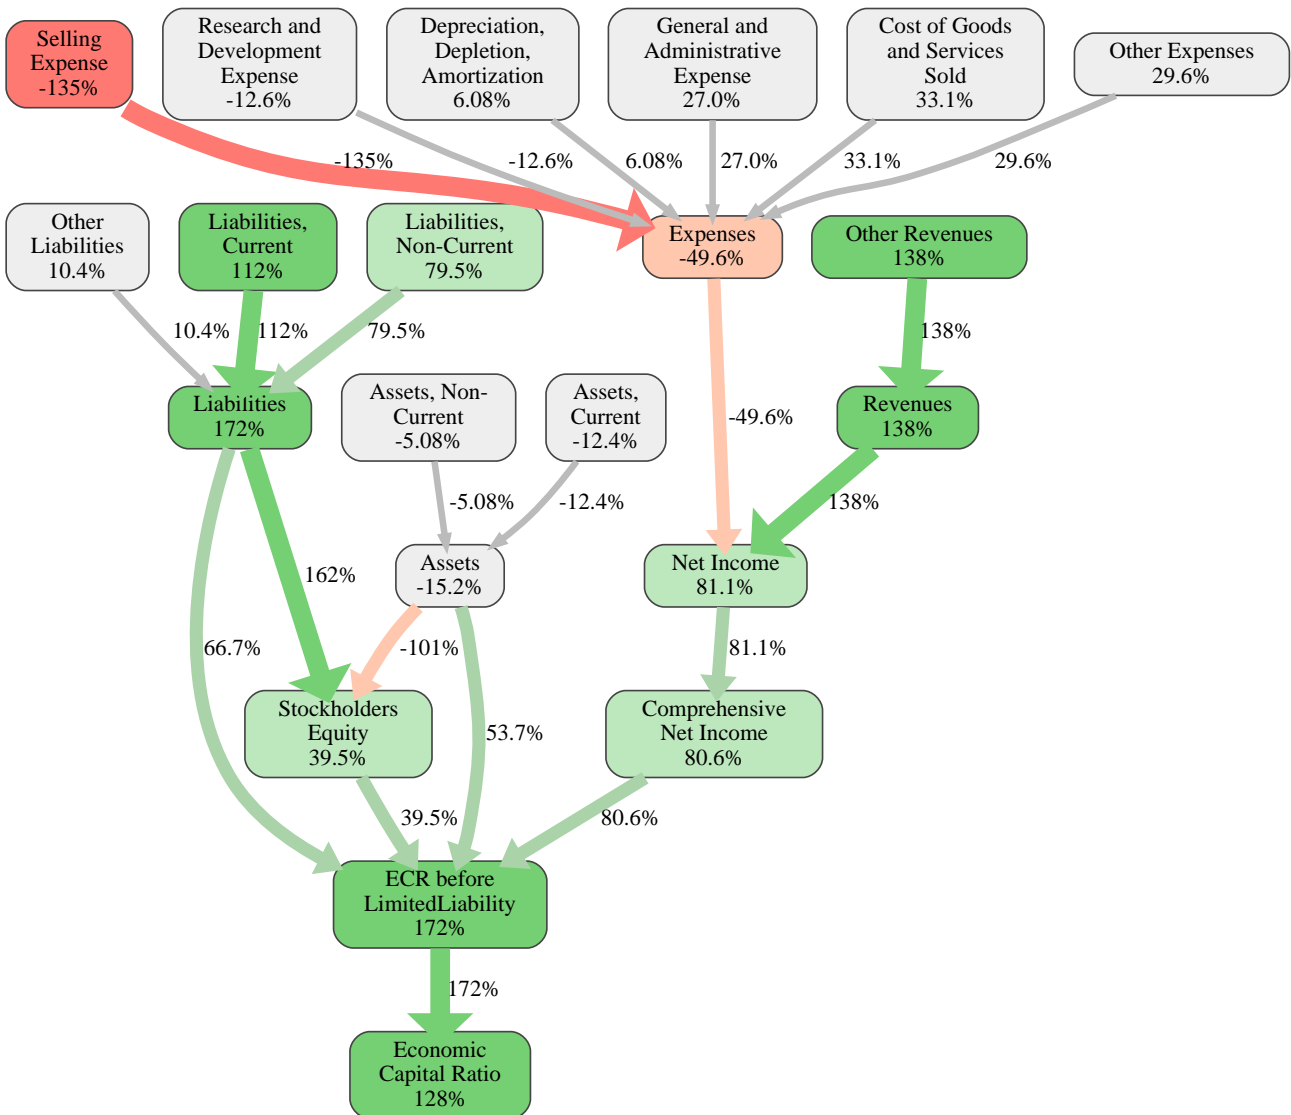 Selling
Expense
-135%
Research and
Development
Expense
-12.6%
Depreciation,
Depletion,
Amortization
6.08%
General and
Administrative
Expense
27.0%
Cost of Goods
and Services
Sold
33.1%
Other Expenses
29.6%
-135%
-12.6%
6.08%
27.0%
33.1%
29.6%
Other
Liabilities
10.4%
Liabilities,
Current
112%
Liabilities,
Non-Current
79.5%
Expenses
-49.6%
Other Revenues
138%
10.4%
112%
79.5%
138%
Liabilities
172%
Assets, Non-
Current
-5.08%
Assets,
Current
-12.4%
-49.6%
Revenues
138%
-5.08%
-12.4%
138%
162%
Assets
-15.2%
Net Income
81.1%
66.7%
-101%
81.1%
Stockholders
Equity
39.5%
53.7%
Comprehensive
Net Income
80.6%
39.5%
80.6%
ECR before
LimitedLiability
172%
172%
Economic
Capital Ratio
128%